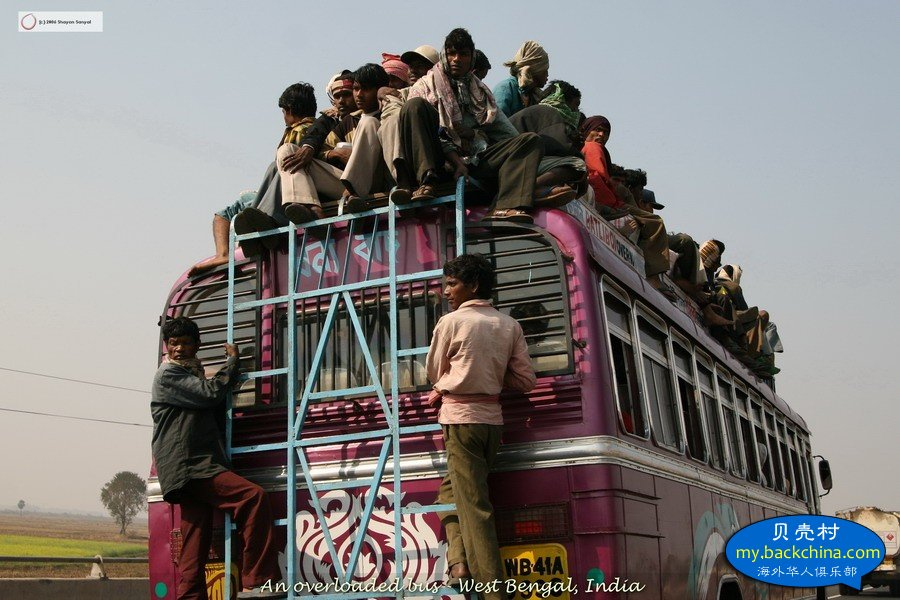 (c)2006 Shayan Sanyal
WB41A
An overloaded bus - West Bengal, India
贝壳村
my.backchina.com
海外华人俱乐部